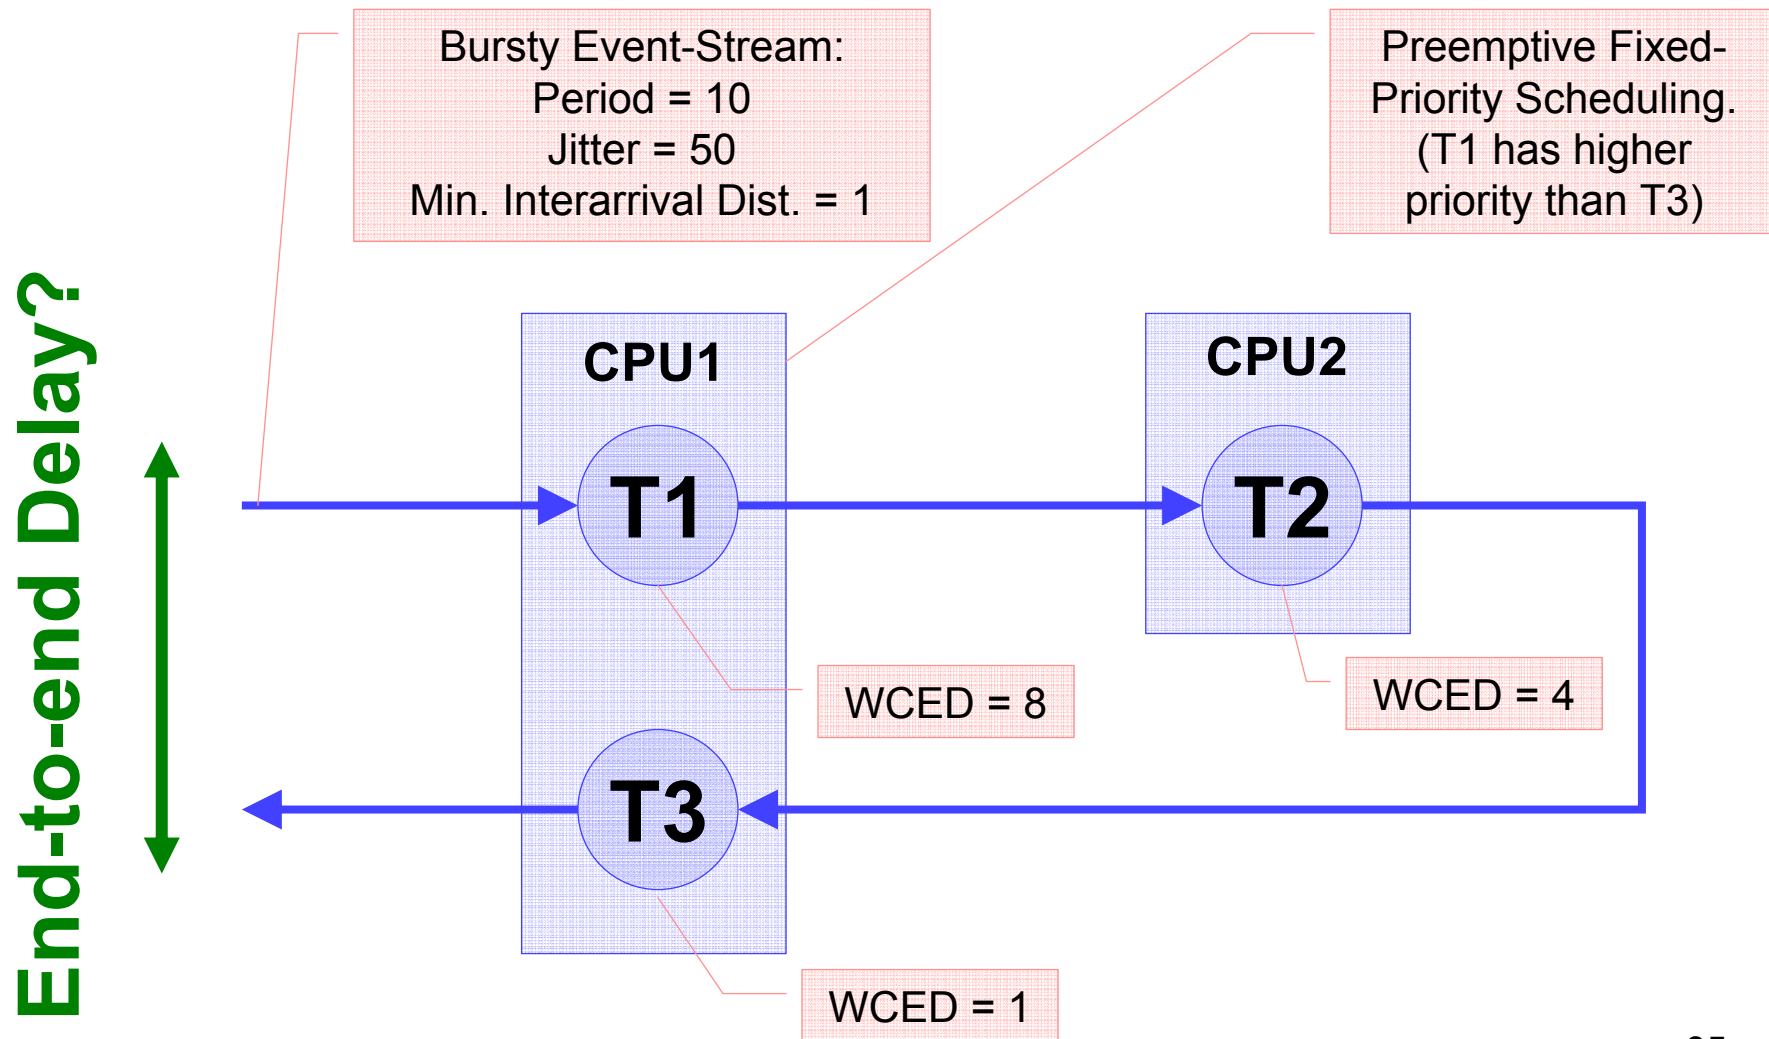 Bursty Event-Stream:
Period = 10
Jitter = 50
Min. Interarrival Dist. = 1
Preemptive Fixed-
Priority Scheduling.
(T1 has higher
priority than T3)
End-to-end Delay?
CPU1
CPU2
T1
T2
WCED = 8
WCED = 4
T3
WCED = 1